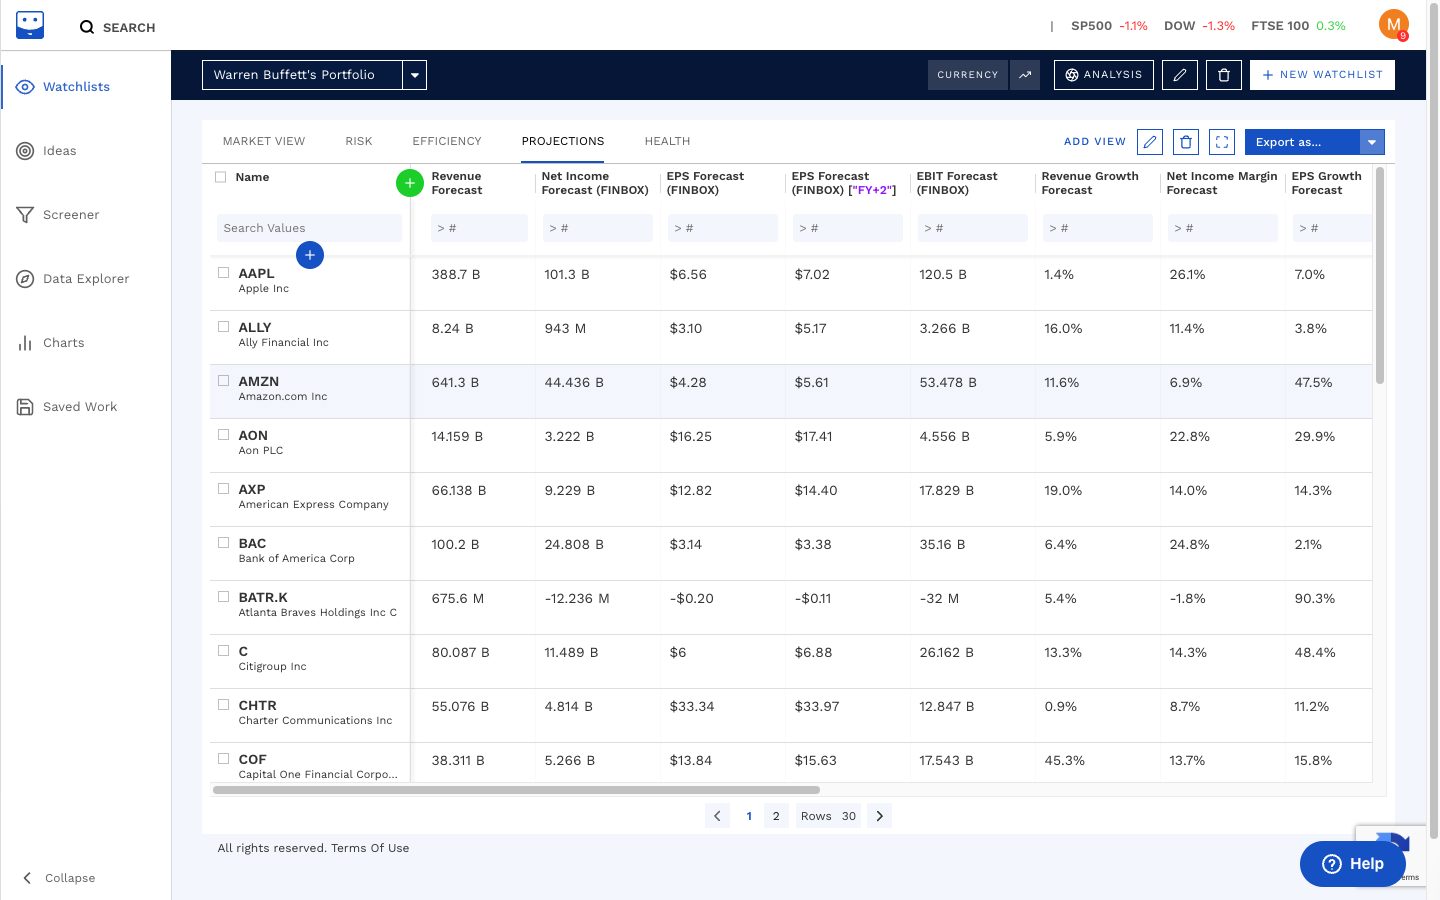 SEARCH
| SP500 -1.1% DOW -1.3% FTSE 100 0.3%
M
9
Watchlists
Ideas
Screener
Data Explorer
Charts
Saved Work
Collapse
Warren Buffett's Portfolio
CURRENCY
ANALYSIS
NEW WATCHLIST
MARKET VIEW RISK EFFICIENCY PROJECTIONS HEALTH
ADD VIEW
Export as...
Name
Revenue Forecast
Net Income Forecast (FINBOX)
EPS Forecast (FINBOX)
EPS Forecast (FINBOX) ["FY+2"]
EBIT Forecast (FINBOX)
Revenue Growth Forecast
Net Income Margin Forecast
EPS Growth Forecast
Search Values > # > # > # > # > # > # > # > #
AAPL 388.7 B 101.3 B $6.56 $7.02 120.5 B 1.4% 26.1% 7.0%
Apple Inc
ALLY 8.24 B 943 M $3.10 $5.17 3.266 B 16.0% 11.4% 3.8%
Ally Financial Inc
AMZN 641.3 B 44.436 B $4.28 $5.61 53.478 B 11.6% 6.9% 47.5%
Amazon.com Inc
AON 14.159 B 3.222 B $16.25 $17.41 4.556 B 5.9% 22.8% 29.9%
Aon PLC
AXP 66.138 B 9.229 B $12.82 $14.40 17.829 B 19.0% 14.0% 14.3%
American Express Company
BAC 100.2 B 24.808 B $3.14 $3.38 35.16 B 6.4% 24.8% 2.1%
Bank of America Corp
BATR.K 675.6 M -12.236 M -$0.20 -$0.11 -32 M 5.4% -1.8% 90.3%
Atlanta Braves Holdings Inc C
C 80.087 B 11.489 B $6 $6.88 26.162 B 13.3% 14.3% 48.4%
Citigroup Inc
CHTR 55.076 B 4.814 B $33.34 $33.97 12.847 B 0.9% 8.7% 11.2%
Charter Communications Inc
COF 38.311 B 5.266 B $13.84 $15.63 17.543 B 45.3% 13.7% 15.8%
Capital One Financial Corpo...
1 2 Rows 30
All rights reserved. Terms Of Use
Help